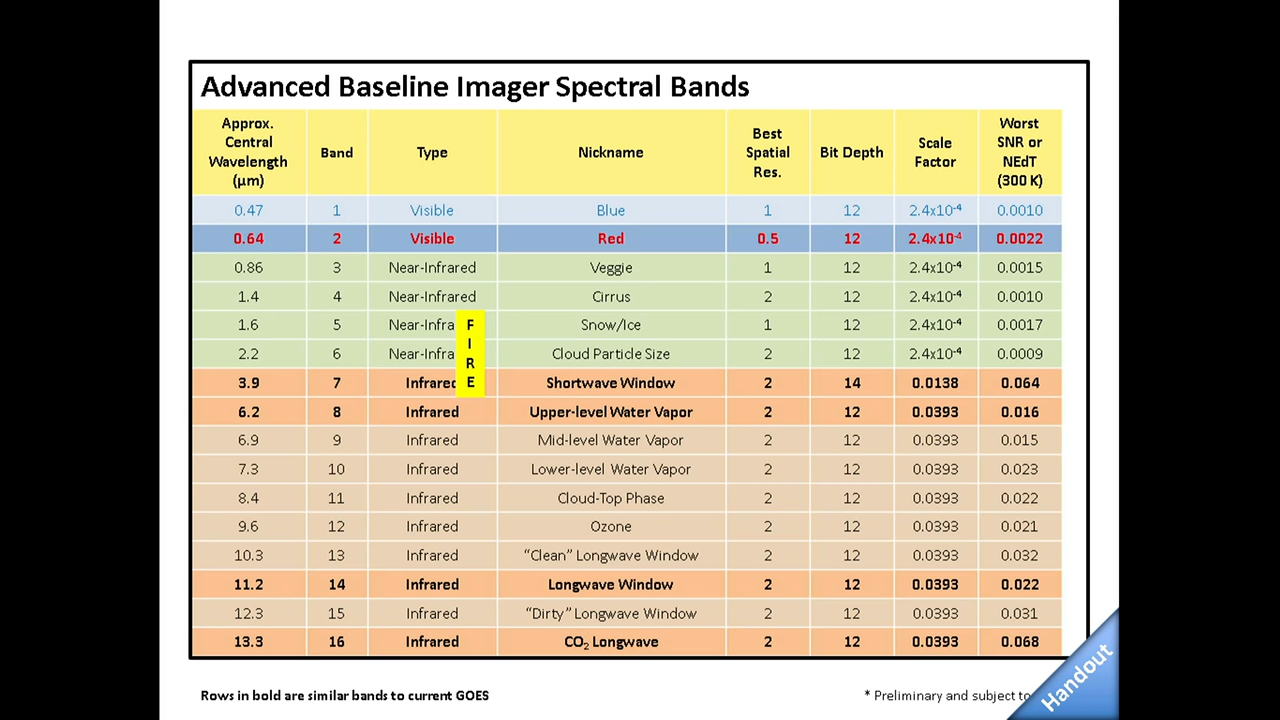 Advanced Baseline Imager Spectral Bands
Approx. Central Wavelength (µm) Band Type Nickname Best Spatial Res. Bit Depth Scale Factor Worst SNR or NEdT (300 K)
0.47 1 Visible Blue 1 12 2.4x10⁻⁴ 0.0010
0.64 2 Visible Red 0.5 12 2.4x10⁻⁴ 0.0022
0.86 3 Near-Infrared Veggie 1 12 2.4x10⁻⁴ 0.0015
1.4 4 Near-Infrared Cirrus 2 12 2.4x10⁻⁴ 0.0010
1.6 5 Near-Infra Snow/Ice 1 12 2.4x10⁻⁴ 0.0017
2.2 6 Near-Infra Cloud Particle Size 2 12 2.4x10⁻⁴ 0.0009
FIRE
3.9 7 Infrared Shortwave Window 2 14 0.0138 0.064
6.2 8 Infrared Upper-level Water Vapor 2 12 0.0393 0.016
6.9 9 Infrared Mid-level Water Vapor 2 12 0.0393 0.015
7.3 10 Infrared Lower-level Water Vapor 2 12 0.0393 0.023
8.4 11 Infrared Cloud-Top Phase 2 12 0.0393 0.022
9.6 12 Infrared Ozone 2 12 0.0393 0.021
10.3 13 Infrared “Clean” Longwave Window 2 12 0.0393 0.032
11.2 14 Infrared Longwave Window 2 12 0.0393 0.022
12.3 15 Infrared “Dirty” Longwave Window 2 12 0.0393 0.031
13.3 16 Infrared CO₂ Longwave 2 12 0.0393 0.068
Rows in bold are similar bands to current GOES
* Preliminary and subject to
Handout